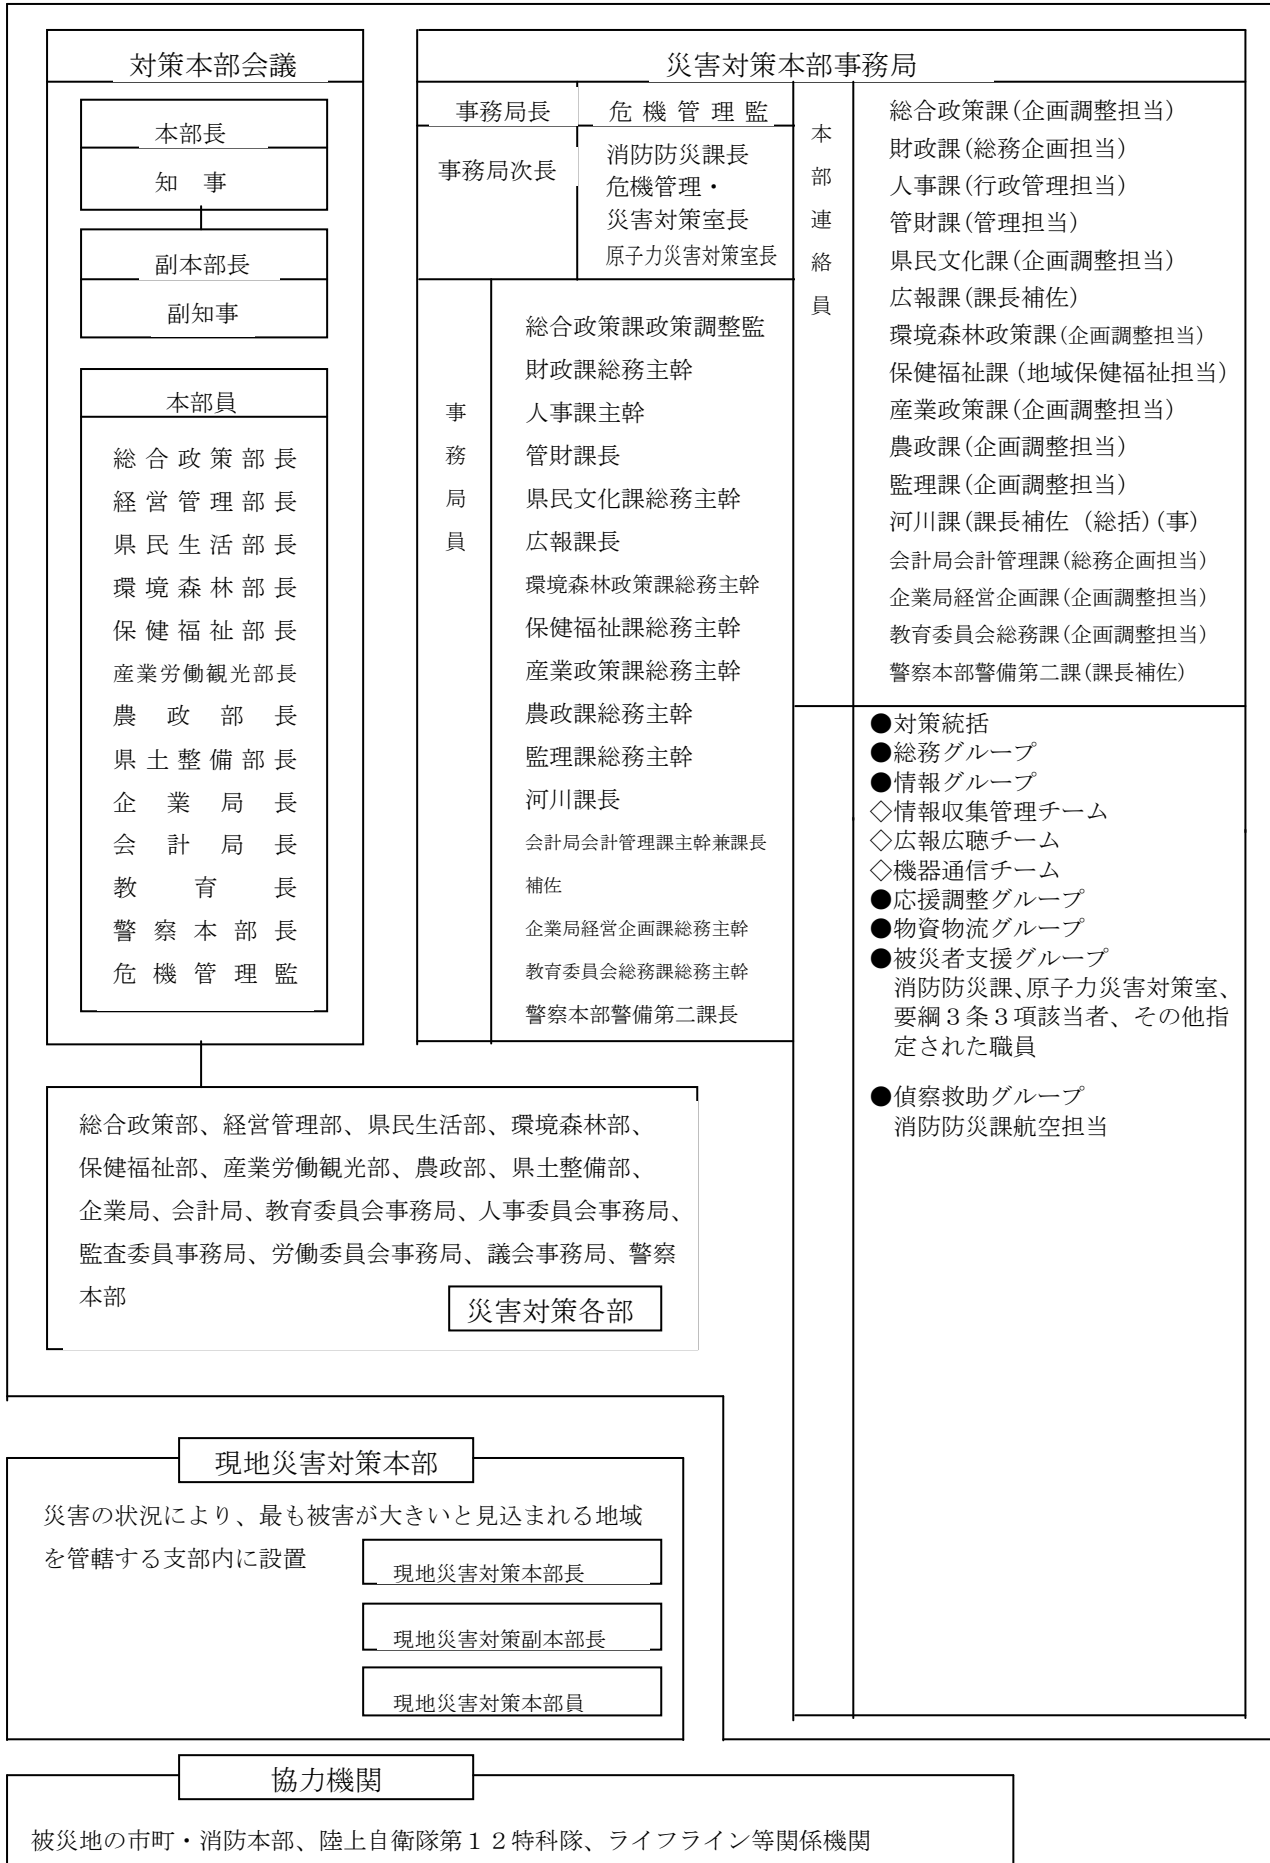 対策本部会議
本部長
知　事
副本部長
副知事
本部員
総合政策部長
経営管理部長
県民生活部長
環境森林部長
保健福祉部長
産業労働観光部長
農政部長
県土整備部長
企業局長
会計局長
教育長
警察本部長
危機管理監
災害対策本部事務局
事務局長
危機管理監
事務局次長
消防防災課長
危機管理・
災害対策室長
原子力災害対策室長
事務局員
総合政策課政策調整監
財政課総務主幹
人事課主幹
管財課長
県民文化課総務主幹
広報課長
環境森林政策課総務主幹
保健福祉課総務主幹
産業政策課総務主幹
農政課総務主幹
監理課総務主幹
河川課長
会計局会計管理課主幹兼課長
補佐
企業局経営企画課総務主幹
教育委員会総務課総務主幹
警察本部警備第二課長
本部連絡員
総合政策課(企画調整担当)
財政課(総務企画担当)
人事課(行政管理担当)
管財課(管理担当)
県民文化課(企画調整担当)
広報課(課長補佐)
環境森林政策課(企画調整担当)
保健福祉課(地域保健福祉担当)
産業政策課(企画調整担当)
農政課(企画調整担当)
監理課(企画調整担当)
河川課(課長補佐（総括）(事)
会計局会計管理課(総務企画担当)
企業局経営企画課(企画調整担当)
教育委員会総務課(企画調整担当)
警察本部警備第二課(課長補佐)
●対策統括
●総務グループ
●情報グループ
◇情報収集管理チーム
◇広報広聴チーム
◇機器通信チーム
●応援調整グループ
●物資物流グループ
●被災者支援グループ
消防防災課、原子力災害対策室、
要綱３条３項該当者、その他指
定された職員
●偵察救助グループ
消防防災課航空担当
総合政策部、経営管理部、県民生活部、環境森林部、
保健福祉部、産業労働観光部、農政部、県土整備部、
企業局、会計局、教育委員会事務局、人事委員会事務局、
監査委員事務局、労働委員会事務局、議会事務局、警察
本部
災害対策各部
現地災害対策本部
災害の状況により、最も被害が大きいと見込まれる地域
を管轄する支部内に設置
現地災害対策本部長
現地災害対策副本部長
現地災害対策本部員
協力機関
被災地の市町・消防本部、陸上自衛隊第１２特科隊、ライフライン等関係機関